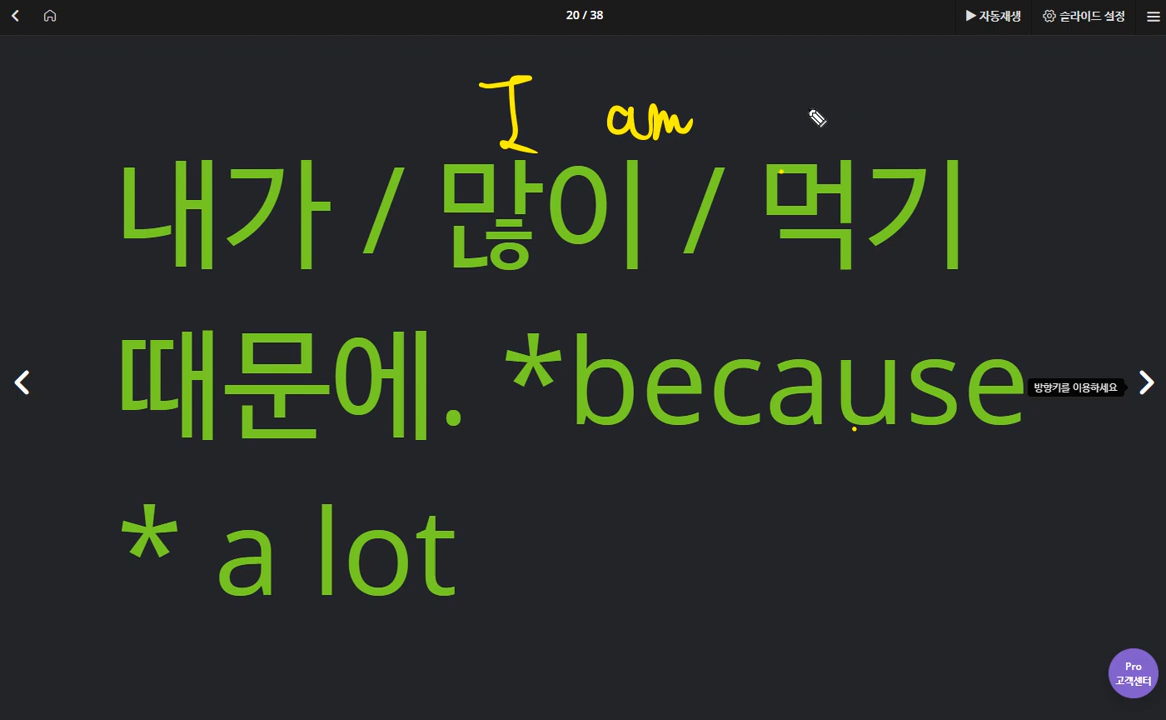 20 / 38
▶ 자동재생
슬라이드 설정
I am
내가 / 많이 / 먹기
때문에. *because
방향키를 이용하세요
* a lot
Pro
고객센터